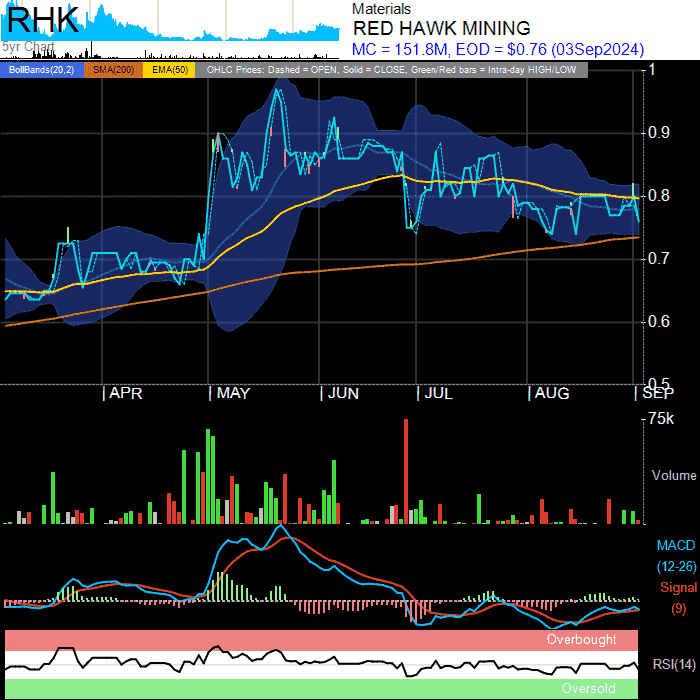 RHK
5yr Chart
Materials
RED HAWK MINING
MC = 151.8M, EOD = $0.76 (03Sep2024)
BollBands(20,2) SMA(200) EMA(50) OHLC Prices: Dashed = OPEN, Solid = CLOSE, Green/Red bars = Intra-day HIGH/LOW
1
0.9
0.8
0.7
0.6
0.5
APR MAY JUN JUL AUG SEP
75k
Volume
MACD
(12-26)
Signal
(9)
Overbought
RSI(14)
Oversold